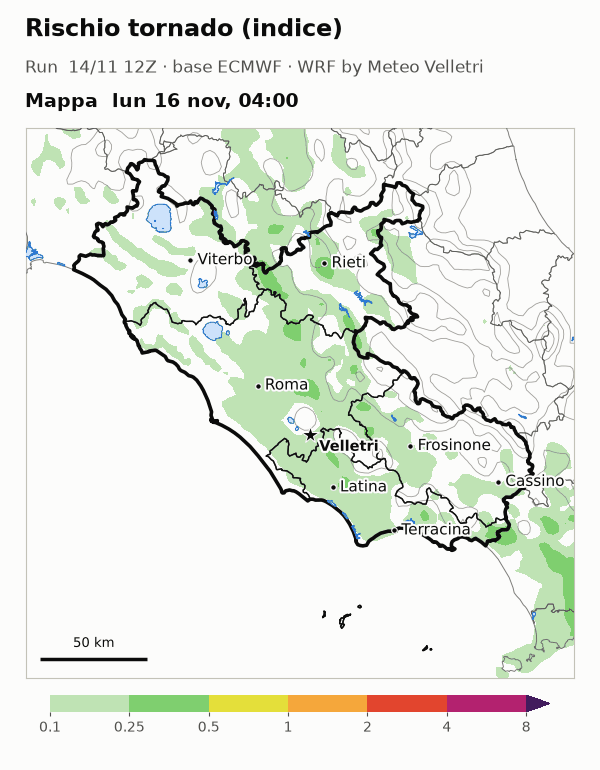 Rischio tornado (indice)
Run  14/11 12Z · base ECMWF · WRF by Meteo Velletri
Mappa  lun 16 nov, 04:00
Viterbo
Rieti
Roma
Velletri
Frosinone
Latina
Cassino
Terracina
50 km
0.1 0.25 0.5 1 2 4 8